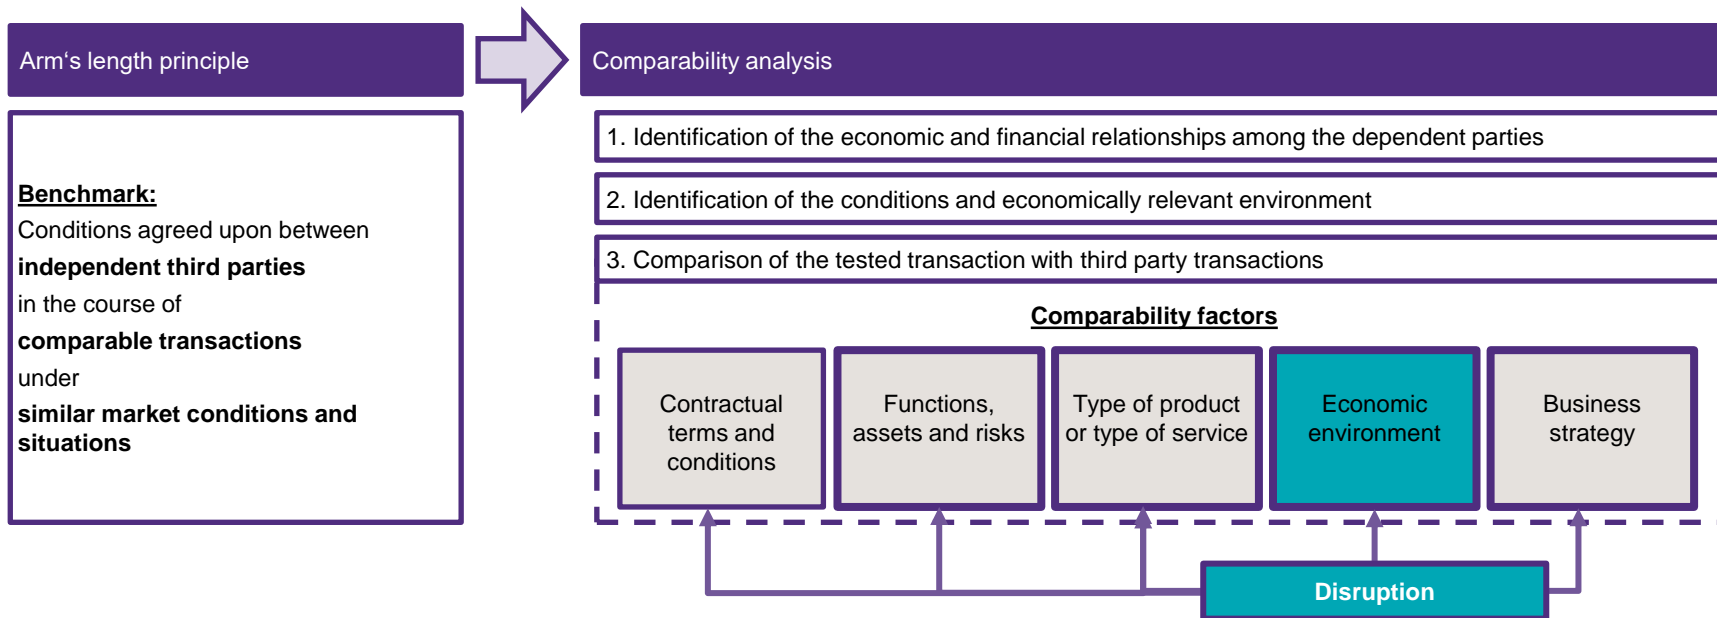 Arm‘s length principle
Comparability analysis
Benchmark:
Conditions agreed upon between
independent third parties
in the course of
comparable transactions
under
similar market conditions and
situations
1. Identification of the economic and financial relationships among the dependent parties
2. Identification of the conditions and economically relevant environment
3. Comparison of the tested transaction with third party transactions
Comparability factors
Contractual
terms and
conditions
Functions,
assets and risks
Type of product
or type of service
Economic
environment
Business
strategy
Disruption